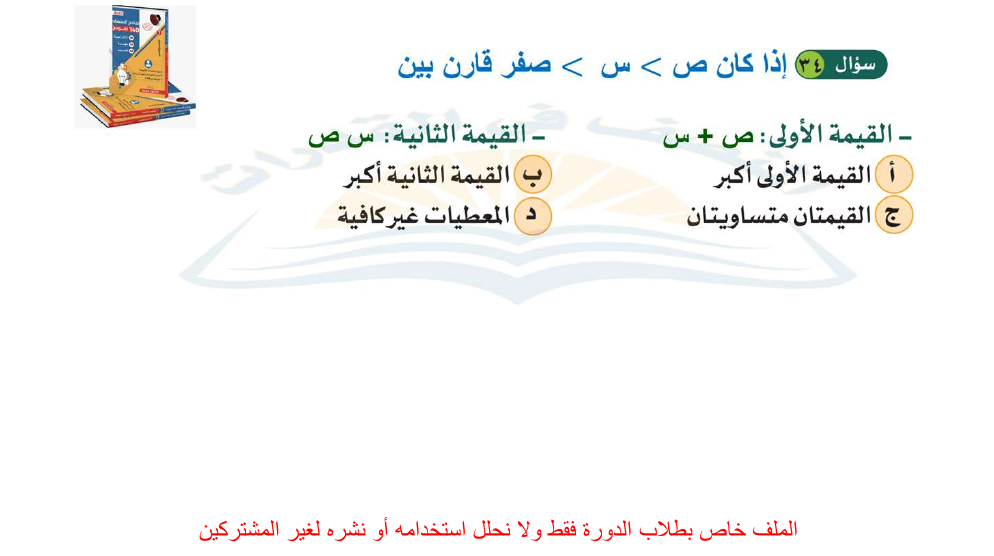 سؤال ٣٤ إذا كان ص > س > صفر قارن بين
- القيمة الأولى: ص + س
- القيمة الثانية: س ص
أ القيمة الأولى أكبر
ب القيمة الثانية أكبر
ج القيمتان متساويتان
د المعطيات غير كافية
الملف خاص بطلاب الدورة فقط ولا نحلل استخدامه أو نشره لغير المشتركين